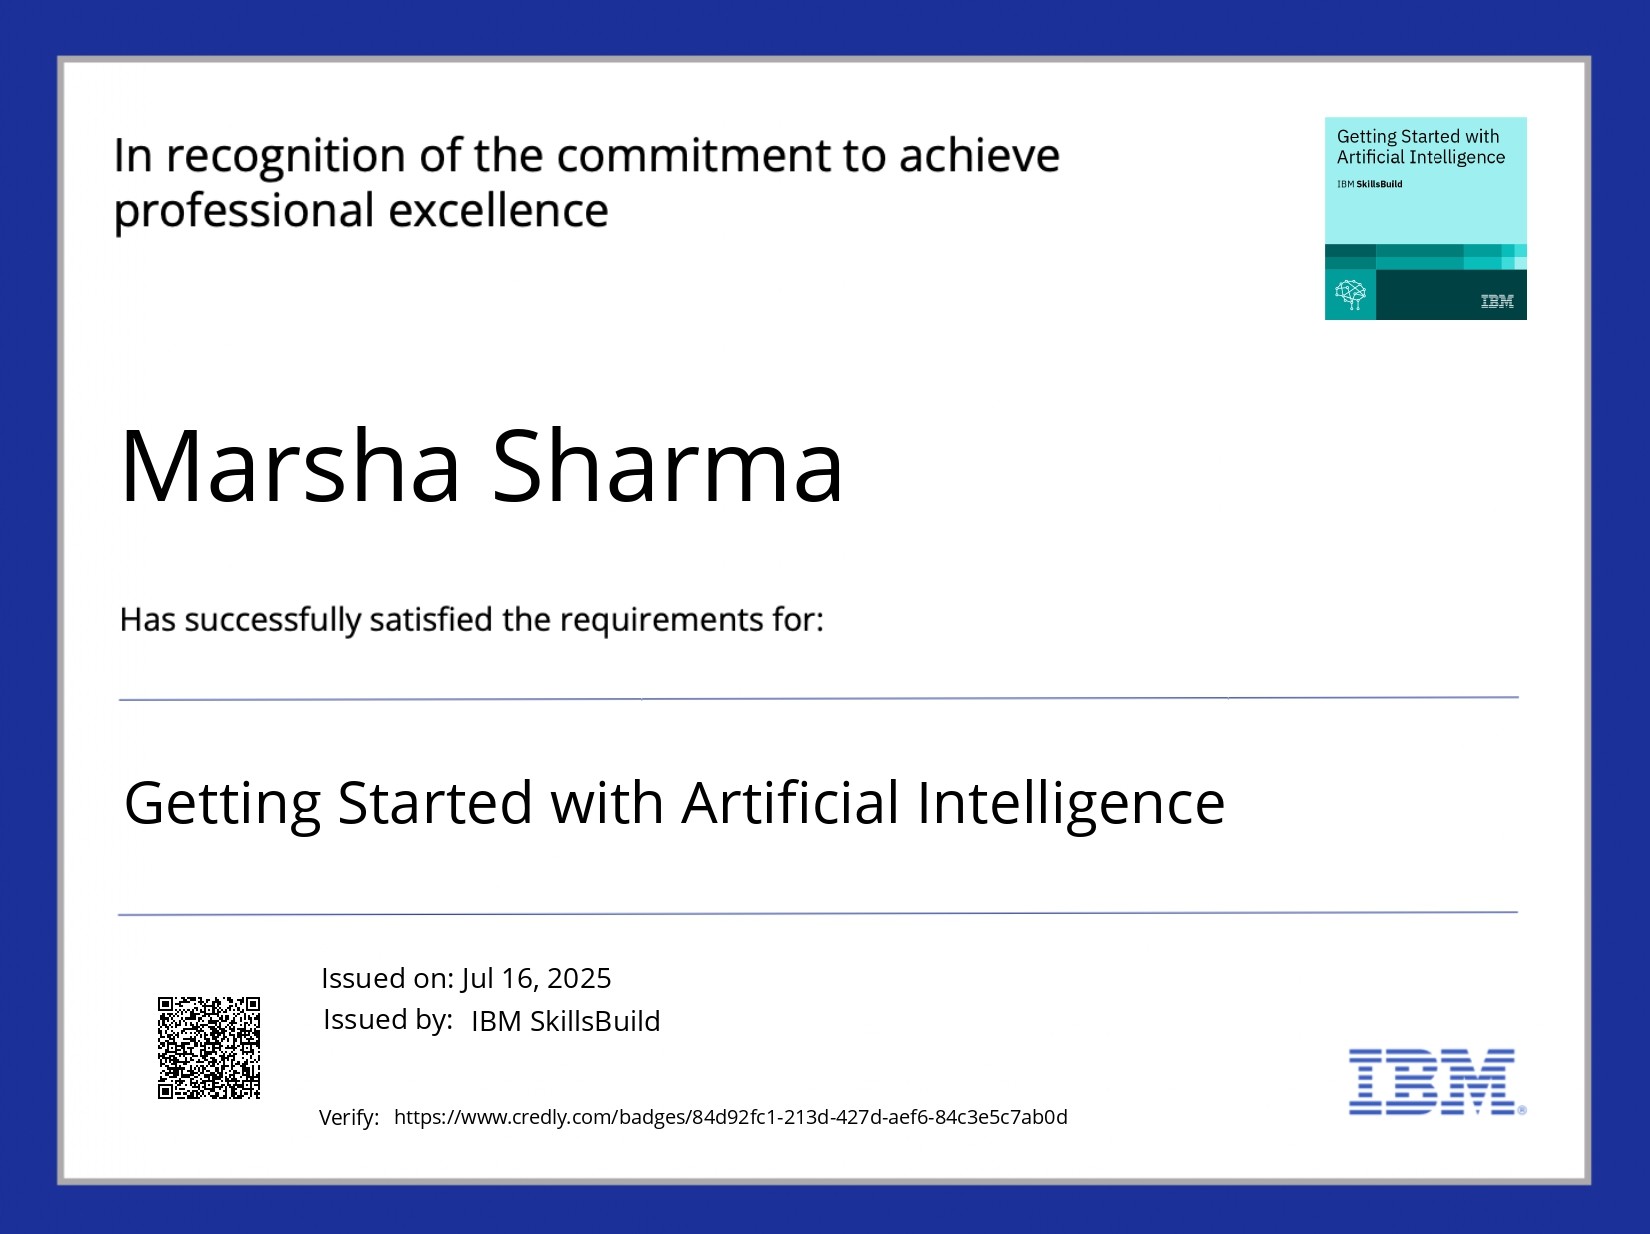 In recognition of the commitment to achieve
professional excellence
Getting Started with
Artificial Intelligence
IBM SkillsBuild
IBM
Marsha Sharma
Has successfully satisfied the requirements for:
Getting Started with Artificial Intelligence
Issued on: Jul 16, 2025
Issued by: IBM SkillsBuild
IBM®
Verify: https://www.credly.com/badges/84d92fc1-213d-427d-aef6-84c3e5c7ab0d